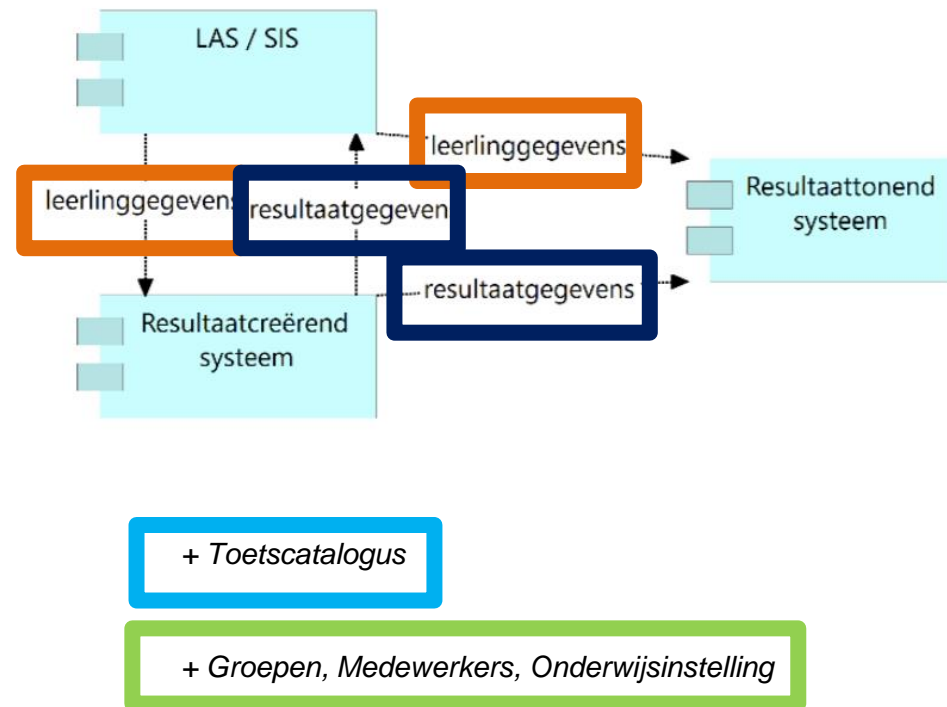 LAS / SIS
leerlinggegevens
leerlinggegevens
resultaatgegeven
Resultaattonend
systeem
resultaatgegevens
Resultaatcreërend
systeem
+ Toetscatalogus
+ Groepen, Medewerkers, Onderwijsinstelling